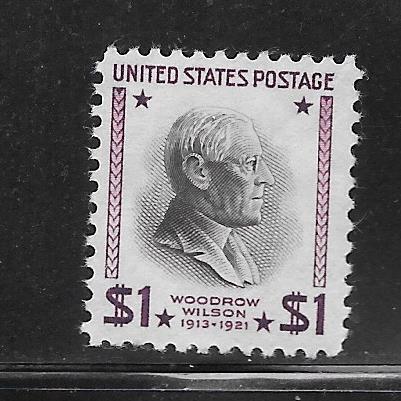 UNITED STATES POSTAGE
$1 WOODROW $1
WILSON
1913-1921